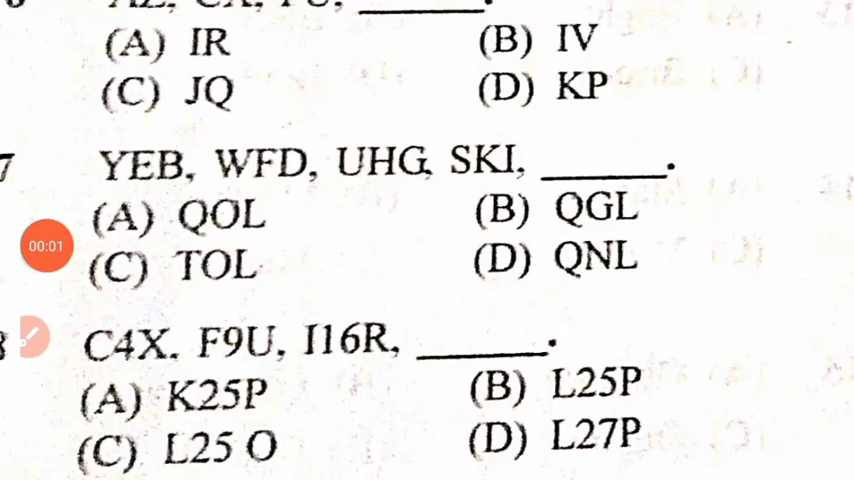 (A) IR (B) IV
(C) JQ (D) KP
7 YEB, WFD, UHG, SKI, ______.
(A) QOL (B) QGL
00:01
(C) TOL (D) QNL
C4X, F9U, I16R, ______.
(A) K25P (B) L25P
(C) L25 O (D) L27P